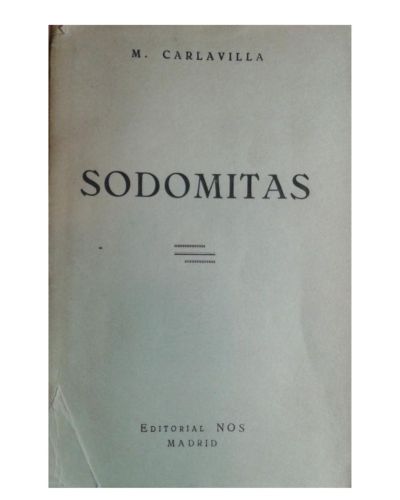 M. CARLAVILLA
SODOMITAS
EDITORIAL NOS
MADRID